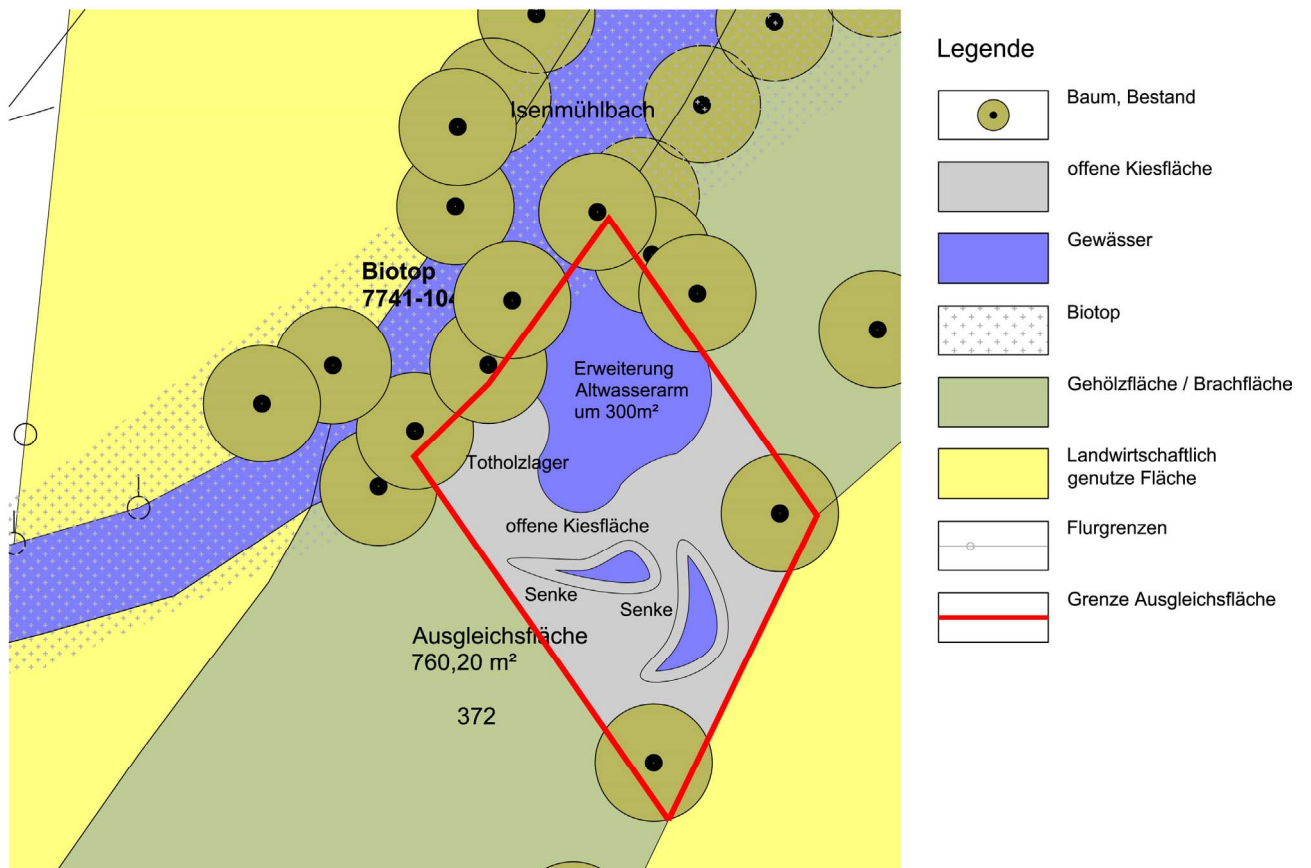 Isenmühlbach
Biotop
7741-104
Erweiterung
Altwasserarm
um 300m²
Totholzlager
offene Kiesfläche
Senke
Senke
Ausgleichsfläche
760,20 m²
372
Legende
Baum, Bestand
offene Kiesfläche
Gewässer
Biotop
Gehölzfläche / Brachfläche
Landwirtschaftlich
genutze Fläche
Flurgrenzen
Grenze Ausgleichsfläche